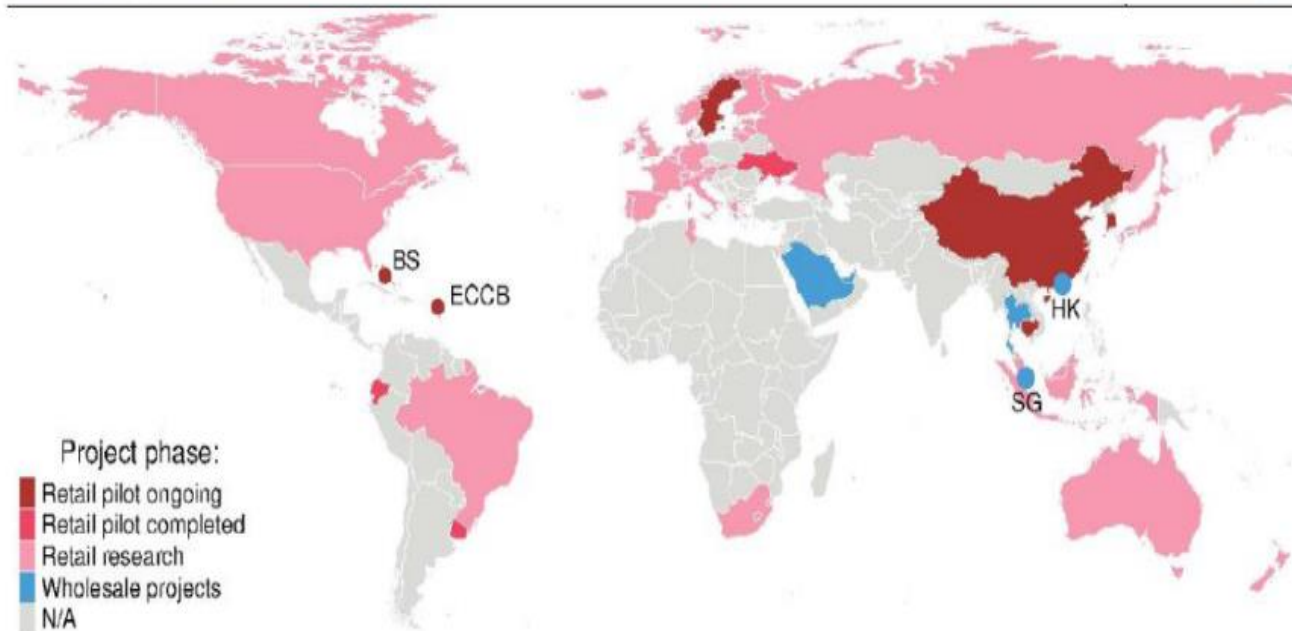 BS
ECCB
HK
SG
Project phase:
Retail pilot ongoing
Retail pilot completed
Retail research
Wholesale projects
N/A